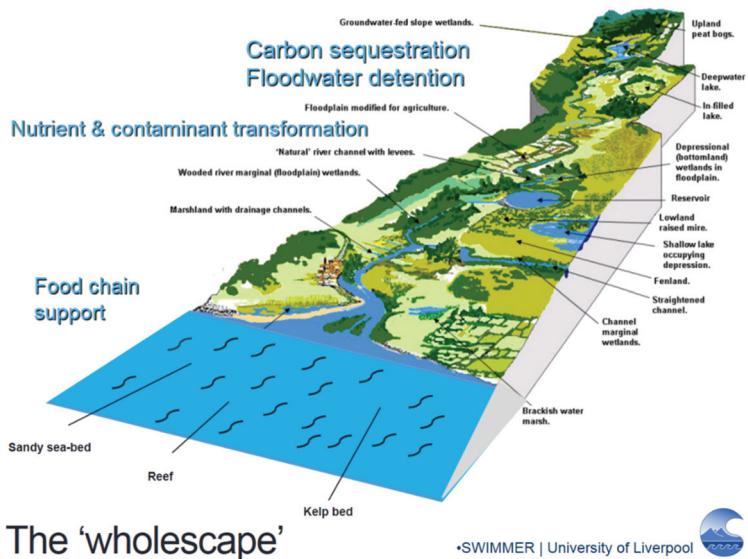 Groundwater-fed slope wetlands.
Upland
peat bogs.
Carbon sequestration
Floodwater detention
Deepwater
lake.
Floodplain modified for agriculture.
In-filled
lake.
Nutrient & contaminant transformation
'Natural' river channel with levees.
Depressional
(bottomland)
wetlands in
floodplain.
Wooded river marginal (floodplain) wetlands.
Reservoir
Marshland with drainage channels.
Lowland
raised mire.
Shallow lake
occupying
depression.
Fenland.
Food chain
support
Straightened
channel.
Channel
marginal
wetlands.
Brackish water
marsh.
Sandy sea-bed
Reef
Kelp bed
The 'wholescape'
•SWIMMER | University of Liverpool